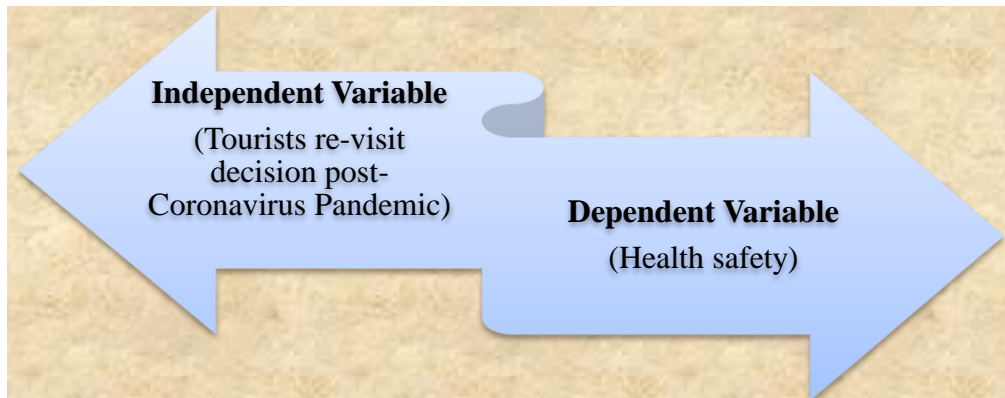 Independent Variable
(Tourists re-visit
decision post-
Coronavirus Pandemic)
Dependent Variable
(Health safety)